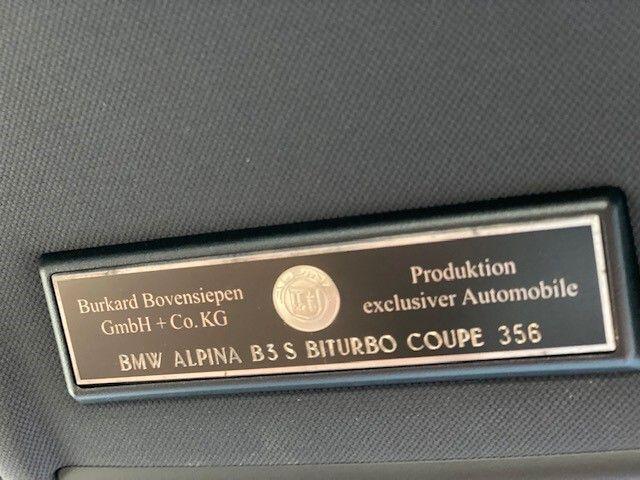 Burkard Bovensiepen
GmbH + Co. KG
Produktion
exclusiver Automobile
BMW ALPINA B3 S BITURBO COUPE 356